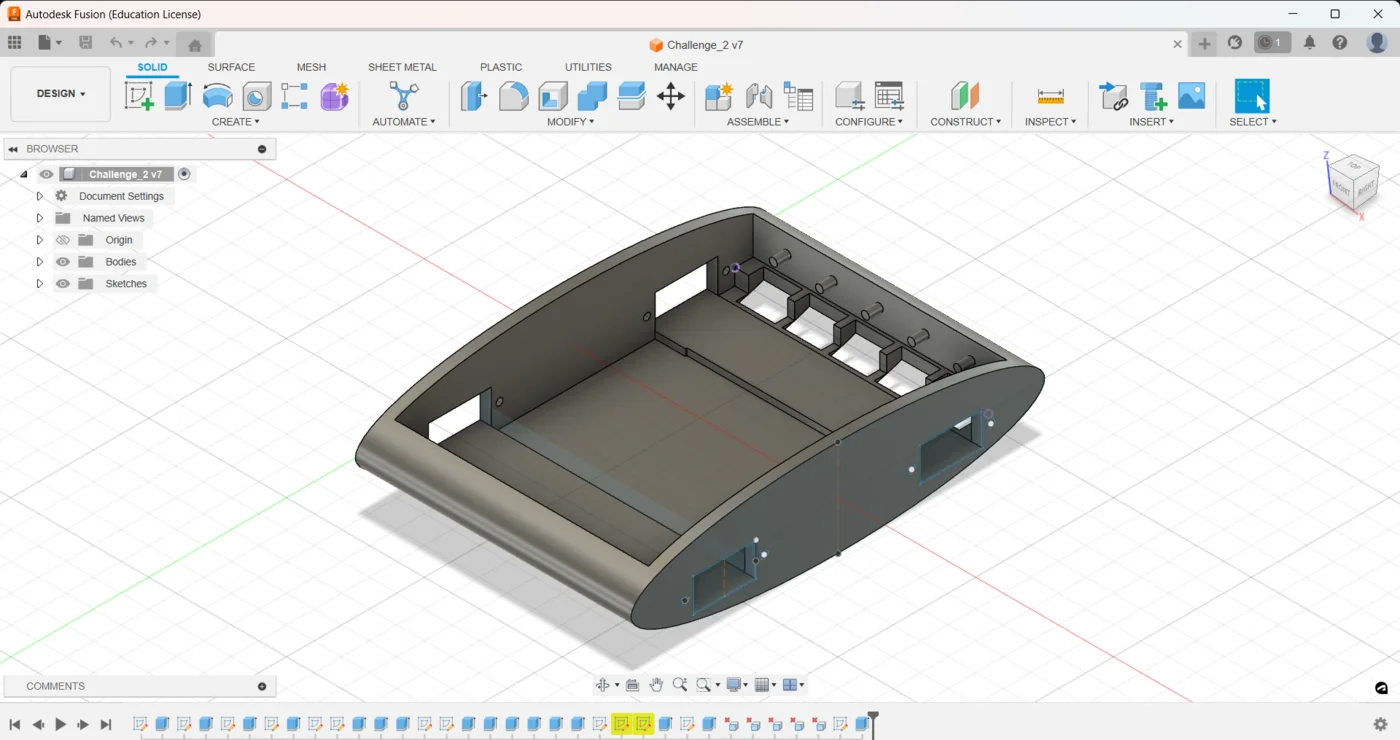 Autodesk Fusion (Education License)
Challenge_2 v7
1
DESIGN
SOLID SURFACE MESH SHEET METAL PLASTIC UTILITIES MANAGE
CREATE AUTOMATE MODIFY ASSEMBLE CONFIGURE CONSTRUCT INSPECT INSERT SELECT
BROWSER
Challenge_2 v7
Document Settings
Named Views
Origin
Bodies
Sketches
Z
TOP
FRONT RIGHT
X
COMMENTS